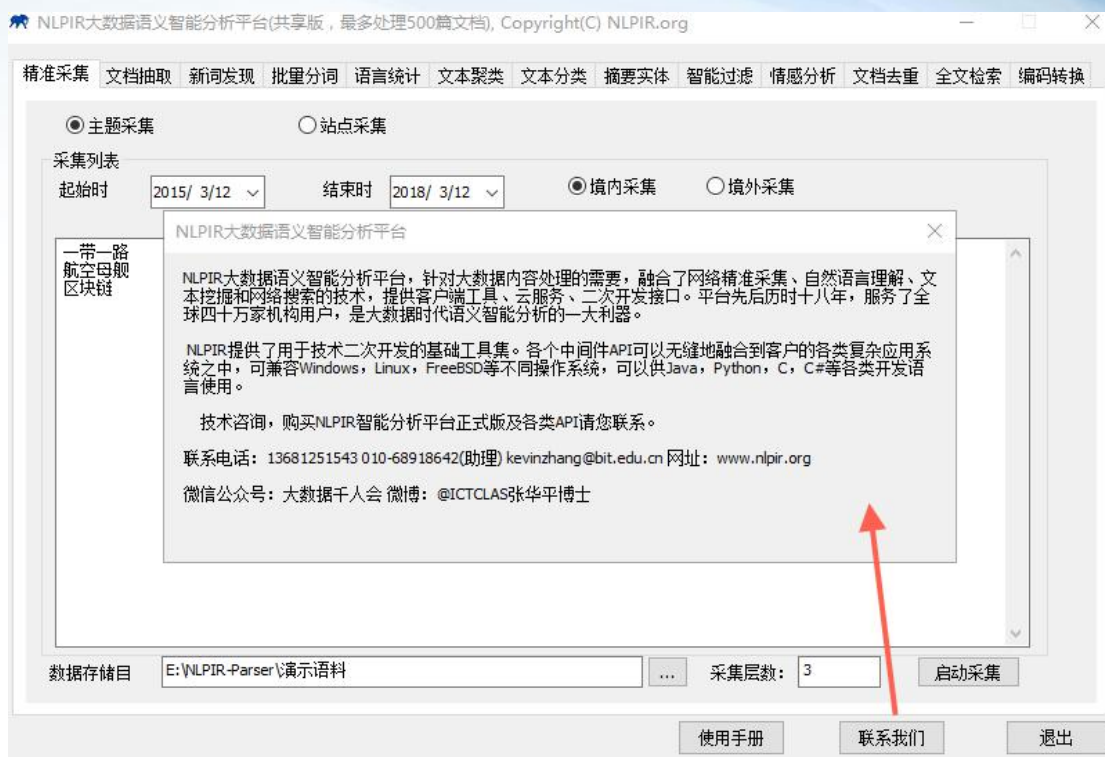 NLPIR大数据语义智能分析平台(共享版，最多处理500篇文档), Copyright(C) NLPIR.org
精准采集 文档抽取 新词发现 批量分词 语言统计 文本聚类 文本分类 摘要实体 智能过滤 情感分析 文档去重 全文检索 编码转换
主题采集 站点采集
采集列表
起始时 2015/ 3/12 结束时 2018/ 3/12 境内采集 境外采集
一带一路
航空母舰
区块链
NLPIR大数据语义智能分析平台
NLPIR大数据语义智能分析平台，针对大数据内容处理的需要，融合了网络精准采集、自然语言理解、文
本挖掘和网络搜索的技术，提供客户端工具、云服务、二次开发接口。平台先后历时十八年，服务了全
球四十万家机构用户，是大数据时代语义智能分析的一大利器。
NLPIR提供了用于技术二次开发的基础工具集。各个中间件API可以无缝地融合到客户的各类复杂应用系
统之中，可兼容Windows，Linux，FreeBSD等不同操作系统，可以供Java，Python，C，C#等各类开发语
言使用。
技术咨询，购买NLPIR智能分析平台正式版及各类API请您联系。
联系电话：13681251543 010-68918642(助理) kevinzhang@bit.edu.cn 网址：www.nlpir.org
微信公众号：大数据千人会 微博：@ICTCLAS张华平博士
数据存储目 E:\NLPIR-Parser\演示语料 ... 采集层数： 3 启动采集
使用手册 联系我们 退出